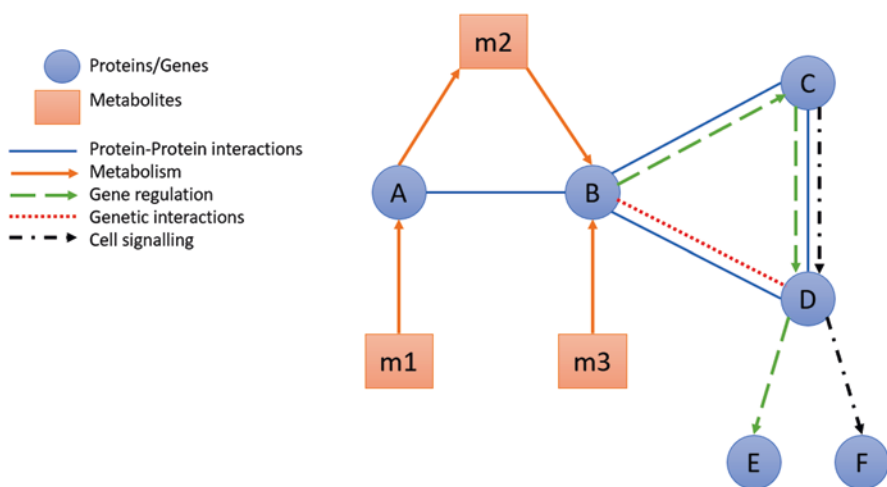 Proteins/Genes
Metabolites
Protein-Protein interactions
Metabolism
Gene regulation
Genetic interactions
Cell signalling
m2
C
A
B
D
m1
m3
E
F